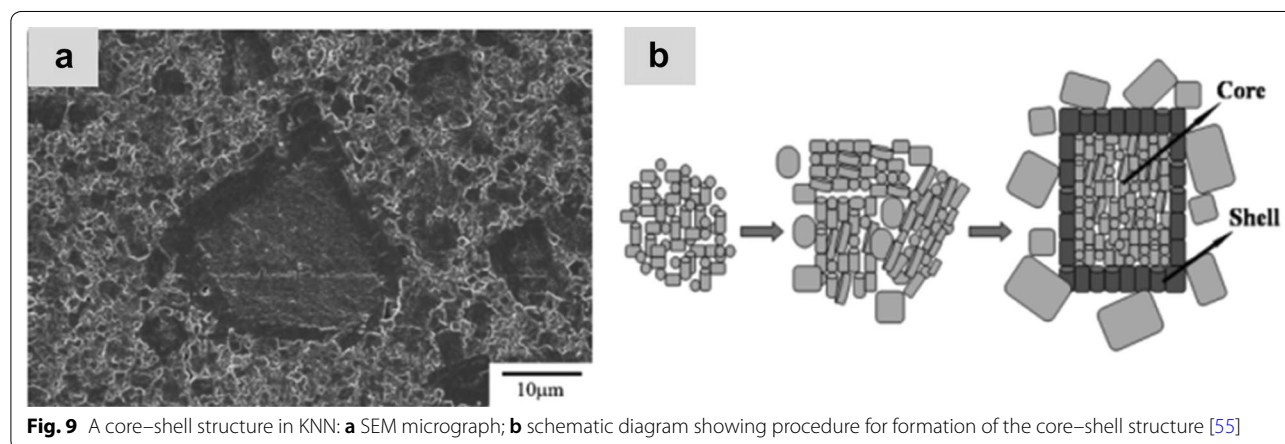 a
b
Core
Shell
10μm
Fig. 9 A core–shell structure in KNN: a SEM micrograph; b schematic diagram showing procedure for formation of the core–shell structure [55]